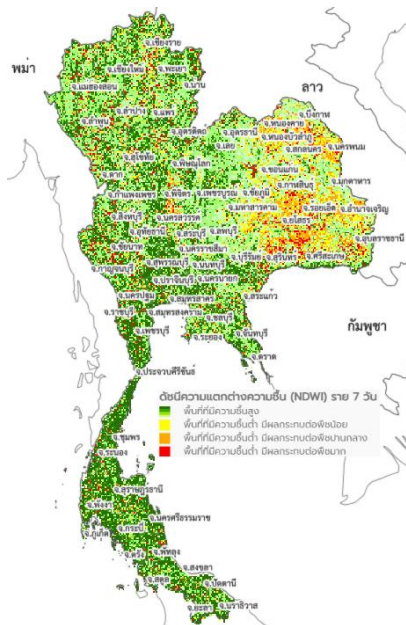 พม่า
ลาว
กัมพูชา
จ.เชียงราย
จ.เชียงใหม่
จ.พะเยา
จ.แม่ฮ่องสอน
จ.น่าน
จ.ลำปาง
จ.แพร่
จ.ลำพูน
จ.อุตรดิตถ์
จ.อุดรธานี
จ.บึงกาฬ
จ.หนองคาย
จ.หนองบัวลำภู
จ.นครพนม
จ.สกลนคร
จ.เลย
จ.สุโขทัย
จ.พิษณุโลก
จ.ตาก
จ.ขอนแก่น
จ.มุกดาหาร
จ.กาฬสินธุ์
จ.กำแพงเพชร
จ.พิจิตร
จ.เพชรบูรณ์
จ.ชัยภูมิ
จ.มหาสารคาม
จ.ร้อยเอ็ด
จ.อำนาจเจริญ
จ.ยโสธร
จ.สิงห์บุรี
จ.นครสวรรค์
จ.อุทัยธานี
จ.สระบุรี
จ.ลพบุรี
จ.อุบลราชธานี
จ.ชัยนาท
จ.นครราชสีมา
จ.บุรีรัมย์
จ.สุรินทร์
จ.ศรีสะเกษ
จ.สุพรรณบุรี
จ.นนทบุรี
จ.กาญจนบุรี
จ.ปราจีนบุรี
จ.นครนายก
จ.นครปฐม
จ.สมุทรสาคร
จ.สระแก้ว
จ.ราชบุรี
จ.สมุทรสงคราม
จ.ชลบุรี
จ.เพชรบุรี
จ.ระยอง
จ.จันทบุรี
จ.ตราด
จ.ประจวบคีรีขันธ์
ดัชนีความแตกต่างความชื้น (NDWI) ราย 7 วัน
พื้นที่ที่มีความชื้นสูง
พื้นที่ที่มีความชื้นต่ำ มีผลกระทบต่อพืชน้อย
พื้นที่ที่มีความชื้นต่ำ มีผลกระทบต่อพืชปานกลาง
พื้นที่ที่มีความชื้นต่ำ มีผลกระทบต่อพืชมาก
จ.ชุมพร
จ.ระนอง
จ.สุราษฎร์ธานี
จ.พังงา
จ.นครศรีธรรมราช
จ.ภูเก็ต
จ.กระบี่
จ.ตรัง
จ.พัทลุง
จ.สงขลา
จ.สตูล
จ.ปัตตานี
จ.ยะลา
จ.นราธิวาส